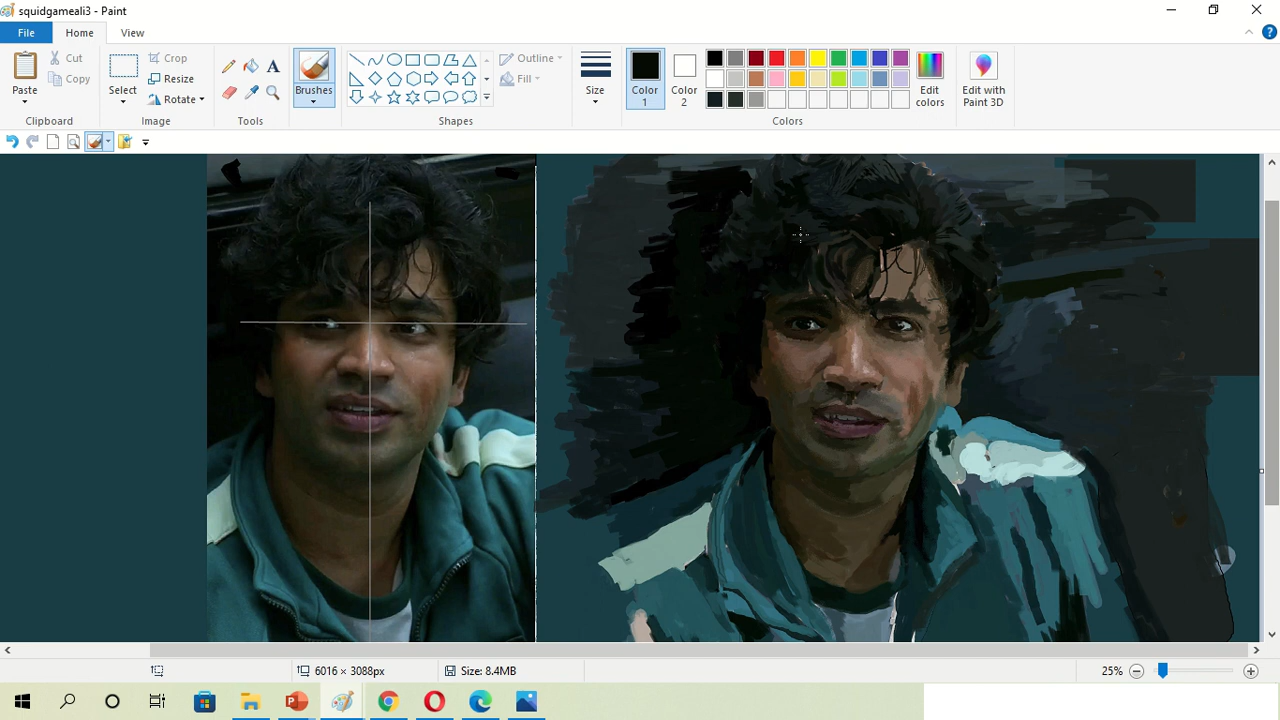 squidgameali3 - Paint
File
Home
View
Paste
Cut
Copy
Clipboard
Select
Crop
Resize
Rotate
Image
A
Tools
Brushes
Outline
Fill
Shapes
Size
Color
1
Color
2
Edit
colors
Colors
Edit with
Paint 3D
6016 × 3088px
Size: 8.4MB
25%